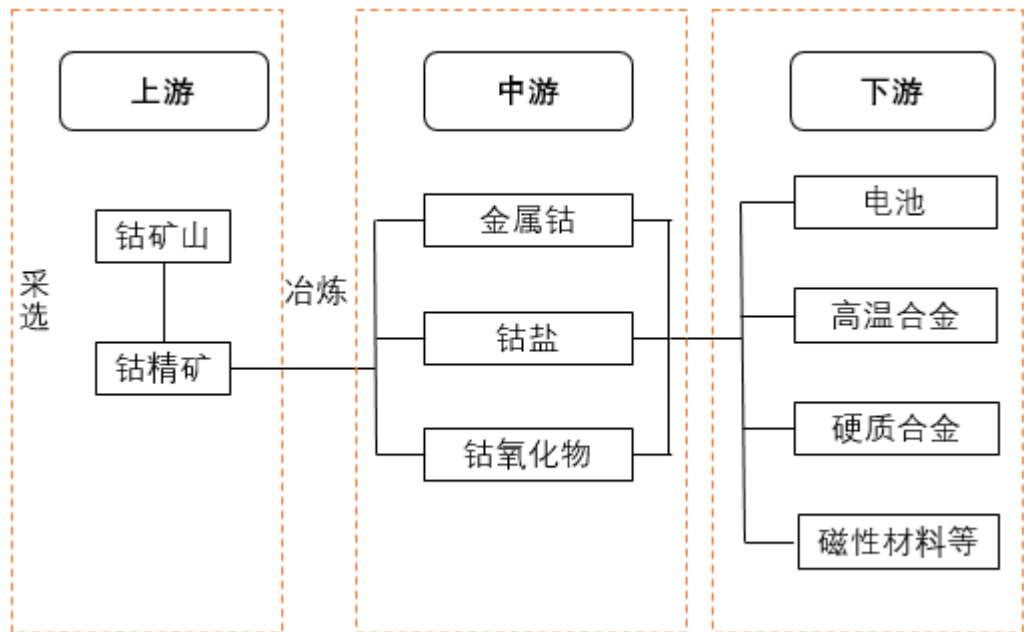 上游
中游
下游
钴矿山
采
选
钴精矿
冶炼
金属钴
钴盐
钴氧化物
电池
高温合金
硬质合金
磁性材料等